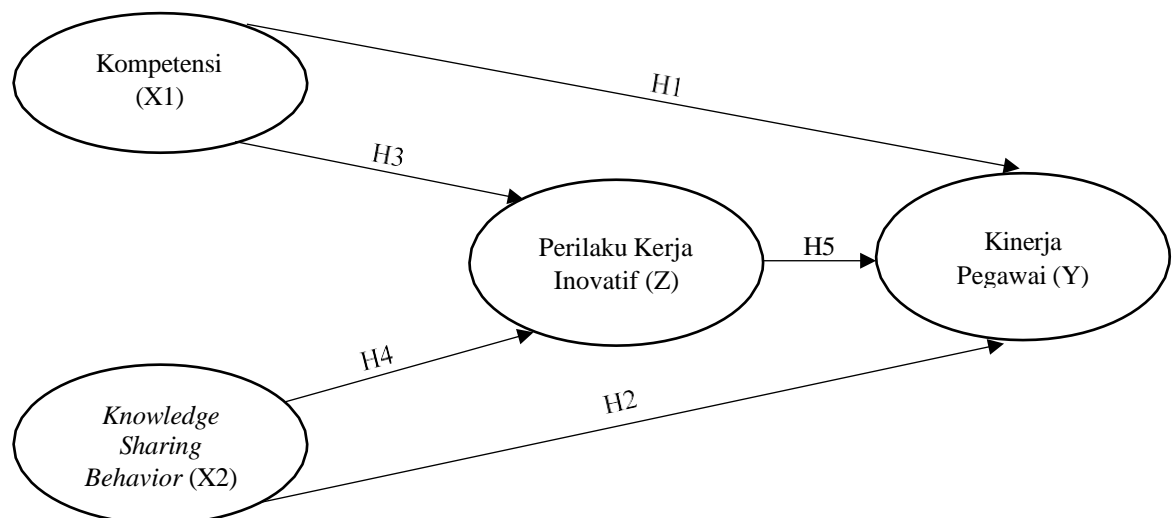 Kompetensi
(X1)
H1
H3
Perilaku Kerja
Inovatif (Z)
H5
Kinerja
Pegawai (Y)
H4
H2
Knowledge
Sharing
Behavior (X2)